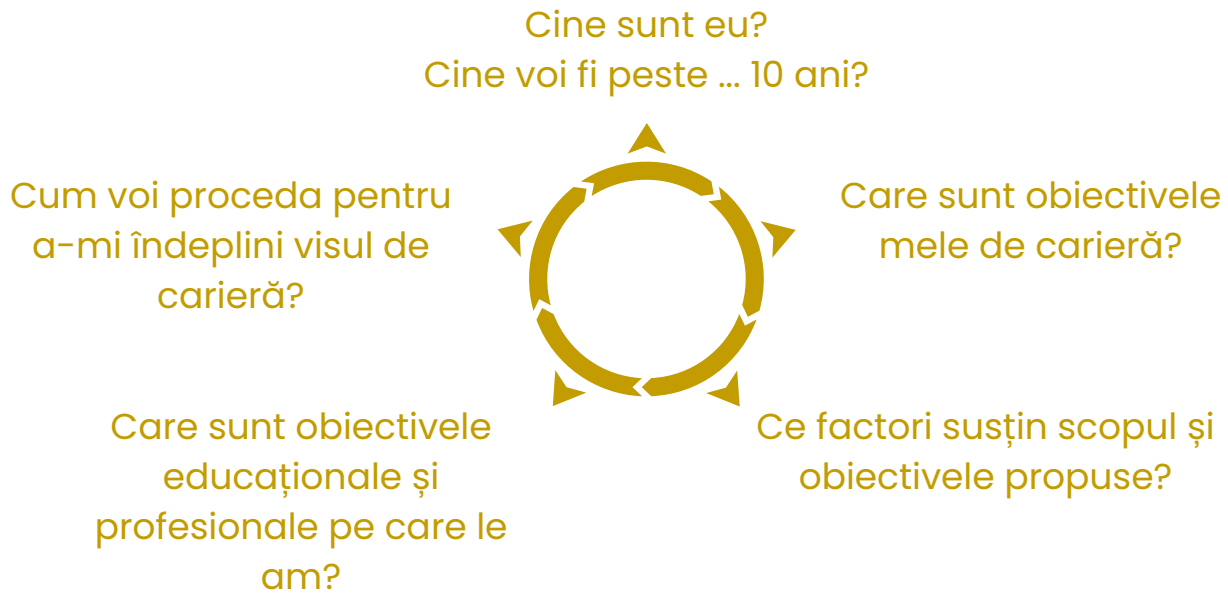 Cine sunt eu?
Cine voi fi peste ... 10 ani?
Care sunt obiectivele
mele de carieră?
Ce factori susțin scopul și
obiectivele propuse?
Care sunt obiectivele
educaționale și
profesionale pe care le
am?
Cum voi proceda pentru
a-mi îndeplini visul de
carieră?